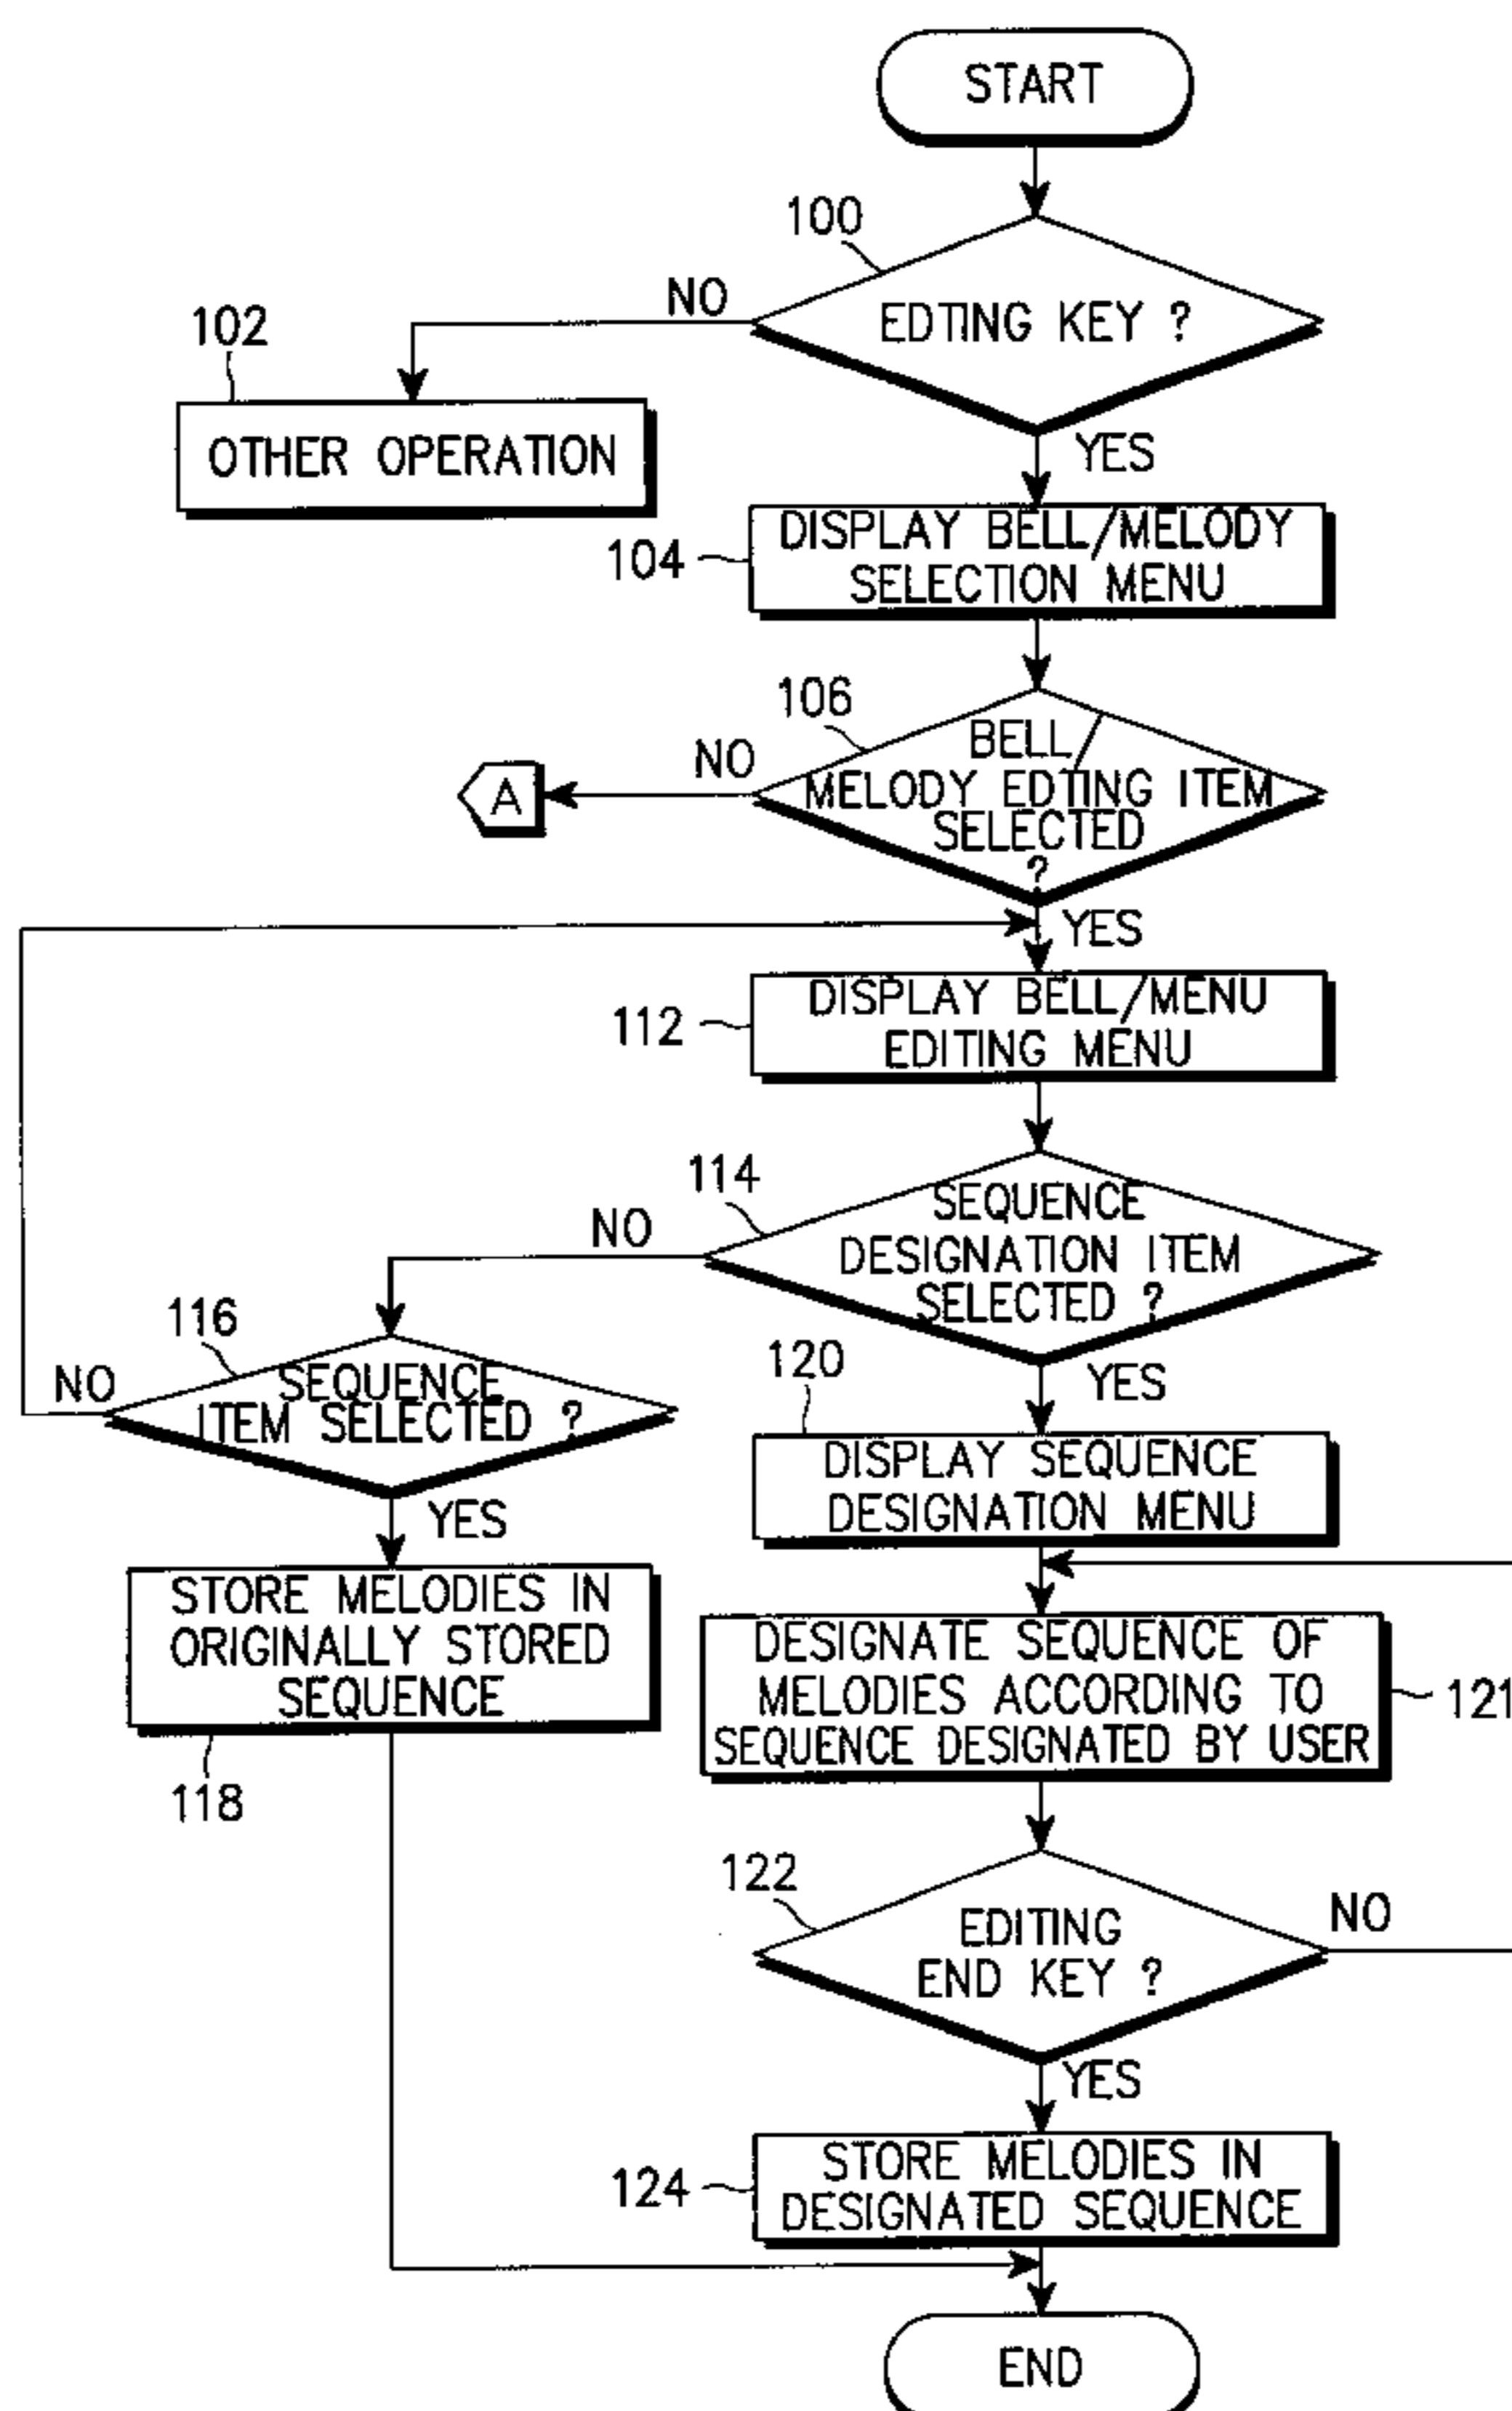 START
100
EDTING KEY ?
NO
102
OTHER OPERATION
YES
104
DISPLAY BELL/MELODY
SELECTION MENU
106
BELL/
MELODY EDTING ITEM
SELECTED
?
NO
A
YES
112
DISPLAY BELL/MENU
EDITING MENU
114
SEQUENCE
DESIGNATION ITEM
SELECTED ?
NO
116
SEQUENCE
ITEM SELECTED ?
NO
YES
120
DISPLAY SEQUENCE
DESIGNATION MENU
YES
STORE MELODIES IN
ORIGINALLY STORED
SEQUENCE
118
DESIGNATE SEQUENCE OF
MELODIES ACCORDING TO
SEQUENCE DESIGNATED BY USER
121
122
EDITING
END KEY ?
NO
YES
124
STORE MELODIES IN
DESIGNATED SEQUENCE
END